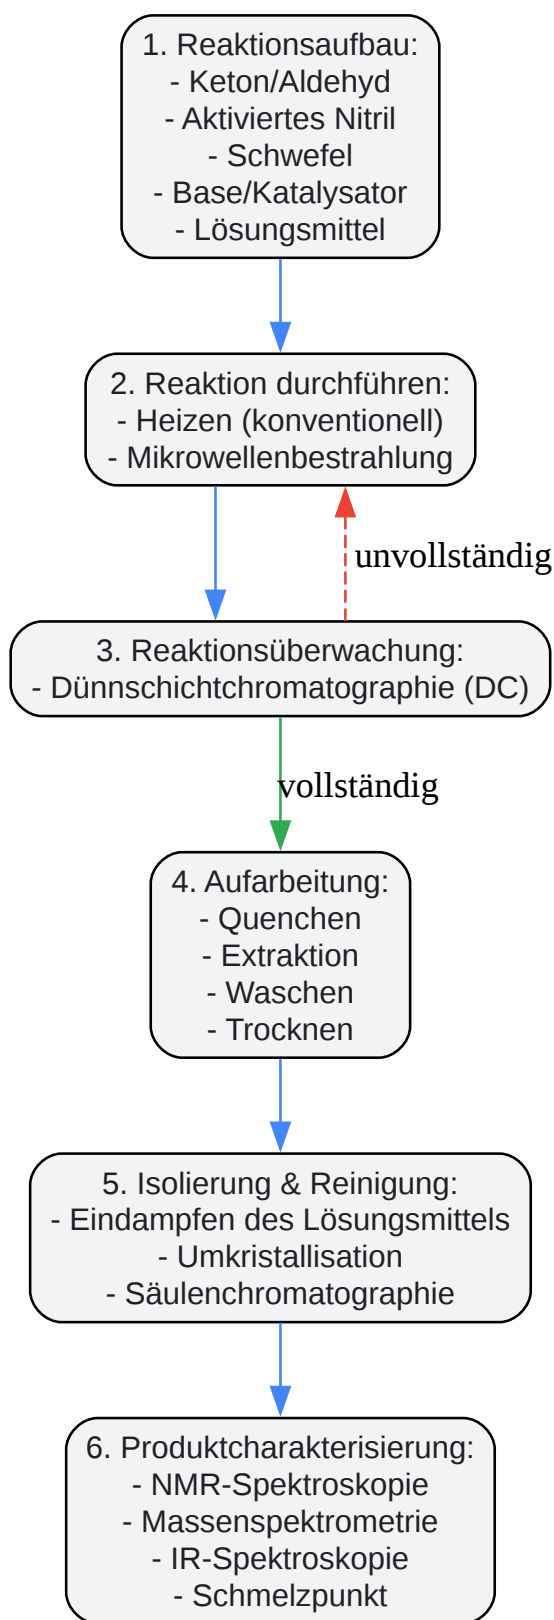 1. Reaktionsaufbau:
- Keton/Aldehyd
- Aktiviertes Nitril
- Schwefel
- Base/Katalysator
- Lösungsmittel
2. Reaktion durchführen:
- Heizen (konventionell)
- Mikrowellenbestrahlung
unvollständig
3. Reaktionsüberwachung:
- Dünnschichtchromatographie (DC)
vollständig
4. Aufarbeitung:
- Quenchen
- Extraktion
- Waschen
- Trocknen
5. Isolierung & Reinigung:
- Eindampfen des Lösungsmittels
- Umkristallisation
- Säulenchromatographie
6. Produktcharakterisierung:
- NMR-Spektroskopie
- Massenspektrometrie
- IR-Spektroskopie
- Schmelzpunkt